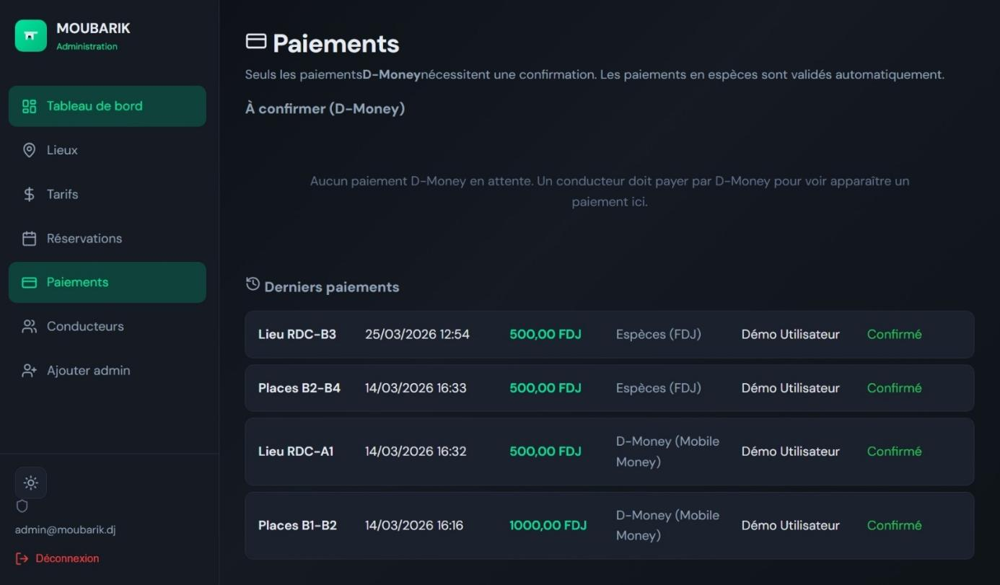 MOUBARIK
Administration
Tableau de bord
Lieux
Tarifs
Réservations
Paiements
Conducteurs
Ajouter admin
admin@moubarik.dj
Déconnexion
Paiements
Seuls les paiementsD-Moneynécessitent une confirmation. Les paiements en espèces sont validés automatiquement.
À confirmer (D-Money)
Aucun paiement D-Money en attente. Un conducteur doit payer par D-Money pour voir apparaître un
paiement ici.
Derniers paiements
Lieu RDC-B3 25/03/2026 12:54 500,00 FDJ Espèces (FDJ) Démo Utilisateur Confirmé
Places B2-B4 14/03/2026 16:33 500,00 FDJ Espèces (FDJ) Démo Utilisateur Confirmé
Lieu RDC-A1 14/03/2026 16:32 500,00 FDJ D-Money (Mobile Démo Utilisateur Confirmé
Money)
Places B1-B2 14/03/2026 16:16 1000,00 FDJ D-Money (Mobile Démo Utilisateur Confirmé
Money)